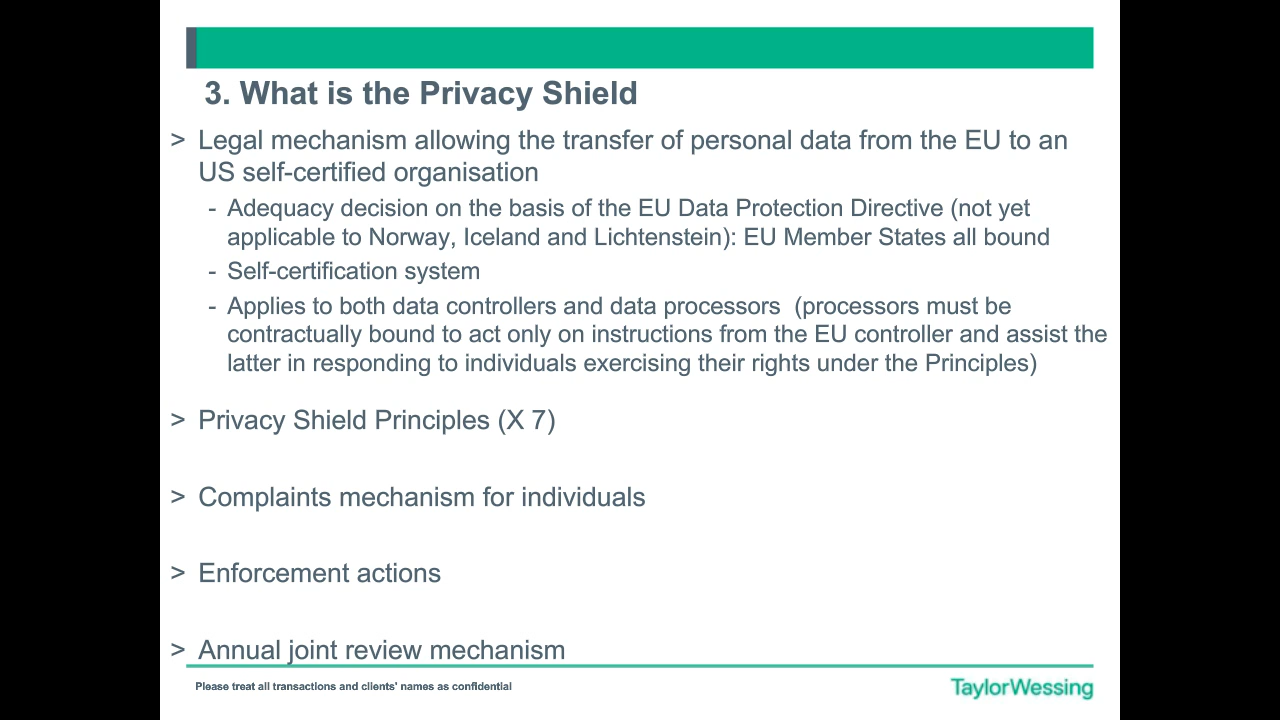 3. What is the Privacy Shield
> Legal mechanism allowing the transfer of personal data from the EU to an
US self-certified organisation
- Adequacy decision on the basis of the EU Data Protection Directive (not yet
applicable to Norway, Iceland and Lichtenstein): EU Member States all bound
- Self-certification system
- Applies to both data controllers and data processors  (processors must be
contractually bound to act only on instructions from the EU controller and assist the
latter in responding to individuals exercising their rights under the Principles)
> Privacy Shield Principles (X 7)
> Complaints mechanism for individuals
> Enforcement actions
> Annual joint review mechanism
Please treat all transactions and clients' names as confidential
TaylorWessing